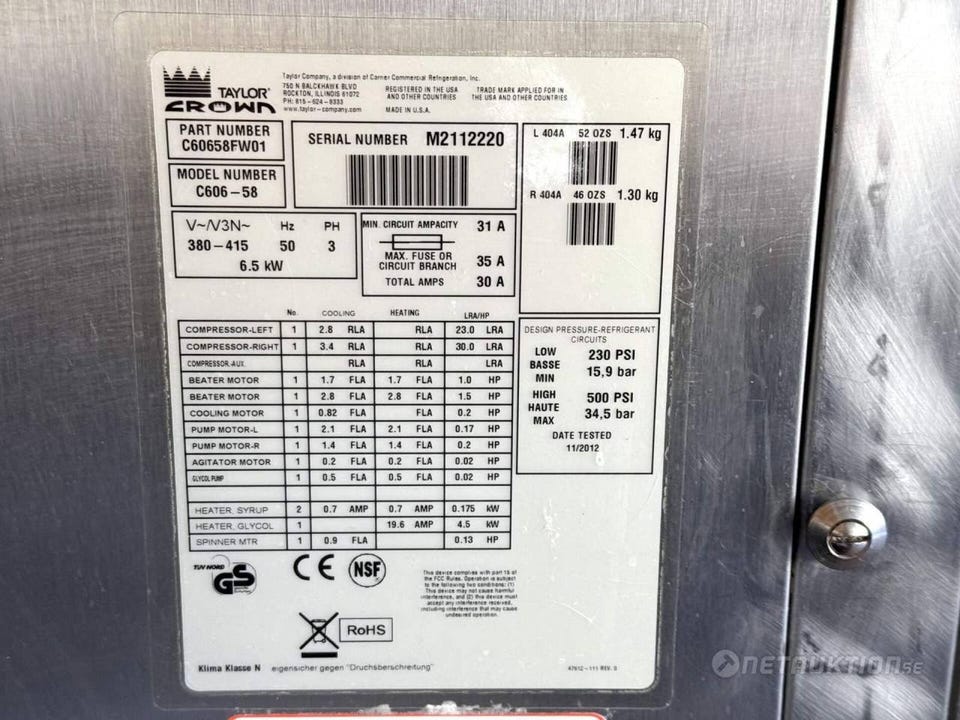 TAYLOR®
CROWN
Taylor Company, a division of Carrier Commercial Refrigeration, Inc.
750 N BALCKHAWK BLVD
ROCKTON, ILLINOIS 61072
PH: 815-624-8333
www.taylor-company.com
REGISTERED IN THE USA
AND OTHER COUNTRIES
MADE IN U.S.A.
TRADE MARK APPLIED FOR IN
THE USA AND OTHER COUNTRIES
PART NUMBER
C60658FW01
MODEL NUMBER
C606-58
SERIAL NUMBER M2112220
L 404A 52 OZS 1.47 kg
R 404A 46 OZS 1.30 kg
V~/V3N~ Hz PH
380-415 50 3
6.5 kW
MIN. CIRCUIT AMPACITY 31 A
MAX. FUSE OR
CIRCUIT BRANCH 35 A
TOTAL AMPS 30 A
No. COOLING HEATING LRA/HP
COMPRESSOR-LEFT 1 2.8 RLA RLA 23.0 LRA
COMPRESSOR-RIGHT 1 3.4 RLA RLA 30.0 LRA
COMPRESSOR-AUX. RLA RLA LRA
BEATER MOTOR 1 1.7 FLA 1.7 FLA 1.0 HP
BEATER MOTOR 1 2.8 FLA 2.8 FLA 1.5 HP
COOLING MOTOR 1 0.82 FLA FLA 0.2 HP
PUMP MOTOR-L 1 2.1 FLA 2.1 FLA 0.17 HP
PUMP MOTOR-R 1 1.4 FLA 1.4 FLA 0.2 HP
AGITATOR MOTOR 1 0.2 FLA 0.2 FLA 0.02 HP
GLYCOL PUMP 1 0.5 FLA 0.5 FLA 0.02 HP
HEATER, SYRUP 2 0.7 AMP 0.7 AMP 0.175 kW
HEATER, GLYCOL 1 19.6 AMP 4.5 kW
SPINNER MTR 1 0.9 FLA 0.13 HP
DESIGN PRESSURE-REFRIGERANT
CIRCUITS
LOW
BASSE
MIN
230 PSI
15,9 bar
HIGH
HAUTE
MAX
500 PSI
34,5 bar
DATE TESTED
11/2012
TUV NORD
GS
CE
NSF
This device complies with part 15 of
the FCC Rules. Operation is subject
to the following two conditions: (1)
This device may not cause harmful
interference, and (2) this device must
accept any interference received,
including interference that may cause
undesired operation.
RoHS
Klima Klasse N eigensicher gegen "Druchsberschreitung"
47612-111 REV. 0
NETAUKTION.SE